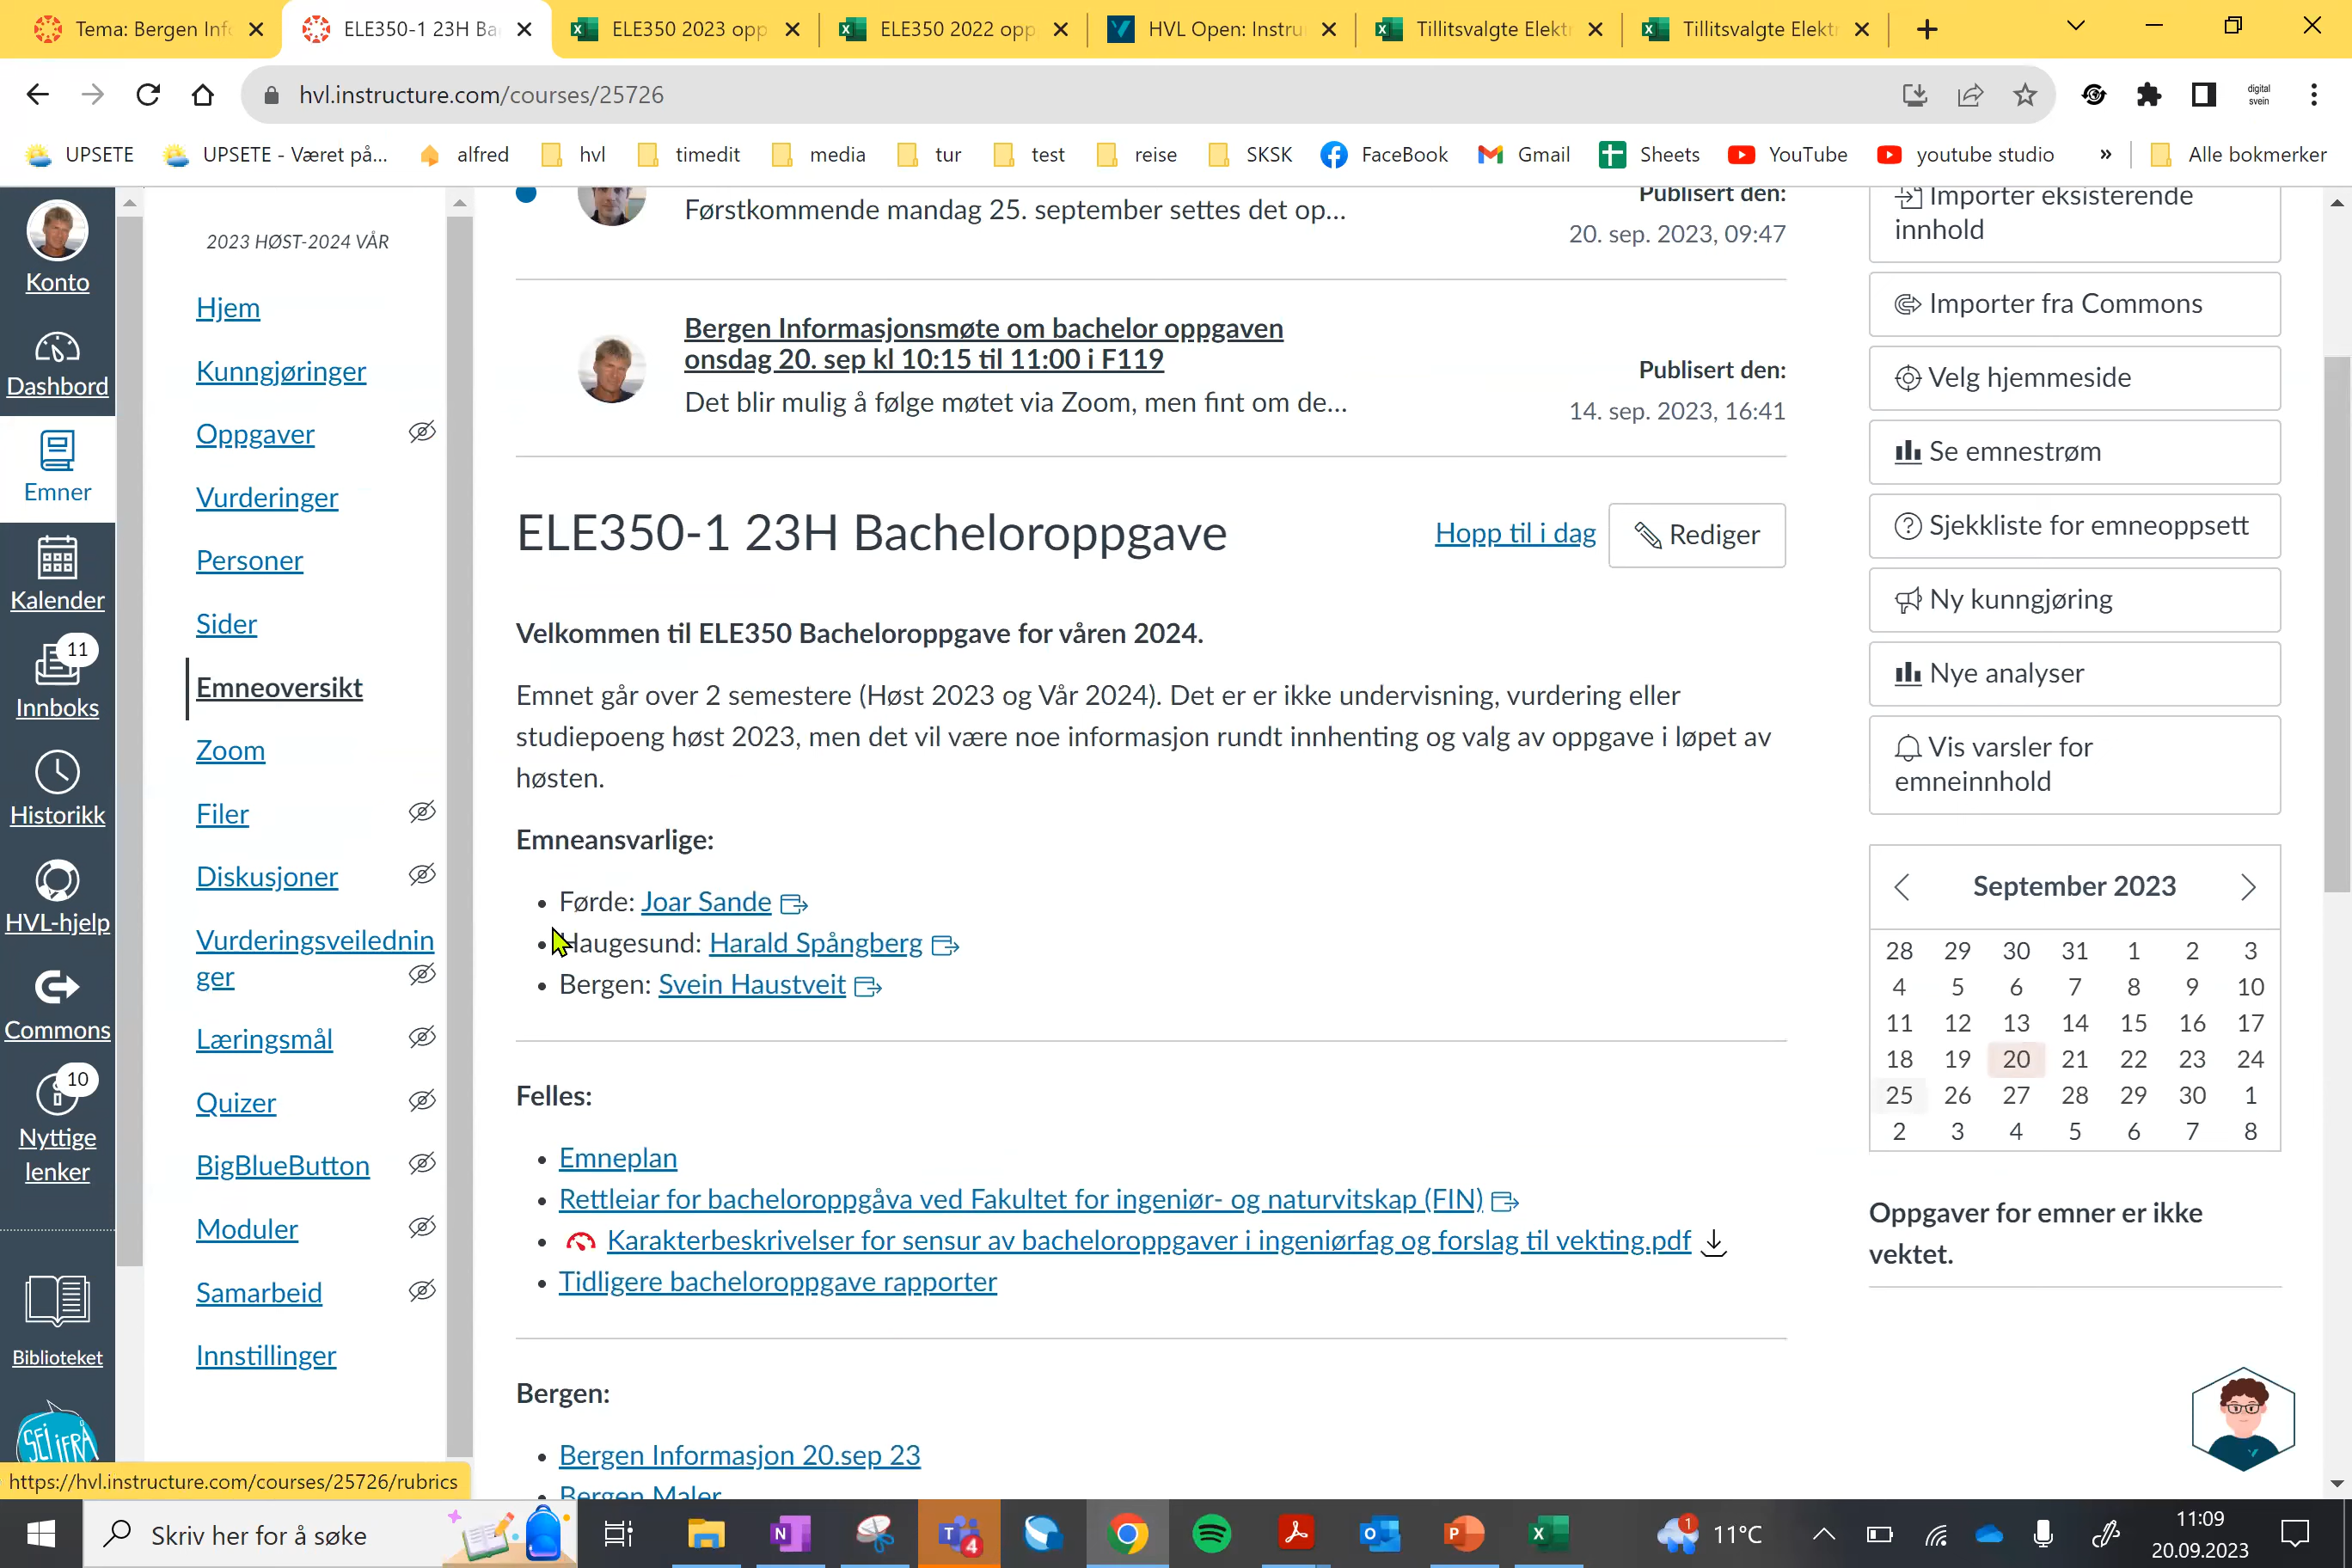 Tema: Bergen Info
ELE350-1 23H Ba
ELE350 2023 opp
ELE350 2022 opp
HVL Open: Instru
Tillitsvalgte Elektr
Tillitsvalgte Elektr
hvl.instructure.com/courses/25726
digital
svein
UPSETE
UPSETE - Været på...
alfred
hvl
timedit
media
tur
test
reise
SKSK
FaceBook
Gmail
Sheets
YouTube
youtube studio
»
Alle bokmerker
Konto
Dashbord
Emner
Kalender
11
Innboks
Historikk
HVL-hjelp
Commons
10
Nyttige
lenker
Biblioteket
SEI IFRÅ
2023 HØST-2024 VÅR
Hjem
Kunngjøringer
Oppgaver
Vurderinger
Personer
Sider
Emneoversikt
Zoom
Filer
Diskusjoner
Vurderingsveilednin
ger
Læringsmål
Quizer
BigBlueButton
Moduler
Samarbeid
Innstillinger
Førstkommende mandag 25. september settes det op...
Publisert den:
20. sep. 2023, 09:47
Bergen Informasjonsmøte om bachelor oppgaven
onsdag 20. sep kl 10:15 til 11:00 i F119
Det blir mulig å følge møtet via Zoom, men fint om de...
Publisert den:
14. sep. 2023, 16:41
ELE350-1 23H Bacheloroppgave
Hopp til i dag
Rediger
Velkommen til ELE350 Bacheloroppgave for våren 2024.
Emnet går over 2 semestere (Høst 2023 og Vår 2024). Det er er ikke undervisning, vurdering eller
studiepoeng høst 2023, men det vil være noe informasjon rundt innhenting og valg av oppgave i løpet av
høsten.
Emneansvarlige:
• Førde: Joar Sande
• Haugesund: Harald Spångberg
• Bergen: Svein Haustveit
Felles:
• Emneplan
• Rettleiar for bacheloroppgåva ved Fakultet for ingeniør- og naturvitskap (FIN)
• Karakterbeskrivelser for sensur av bacheloroppgaver i ingeniørfag og forslag til vekting.pdf
• Tidligere bacheloroppgave rapporter
Bergen:
• Bergen Informasjon 20.sep 23
• Bergen Maler
Importer eksisterende
innhold
Importer fra Commons
Velg hjemmeside
Se emnestrøm
Sjekkliste for emneoppsett
Ny kunngjøring
Nye analyser
Vis varsler for
emneinnhold
September 2023
28 29 30 31 1 2 3
4 5 6 7 8 9 10
11 12 13 14 15 16 17
18 19 20 21 22 23 24
25 26 27 28 29 30 1
2 3 4 5 6 7 8
Oppgaver for emner er ikke
vektet.
https://hvl.instructure.com/courses/25726/rubrics
Skriv her for å søke
4
1
11°C
11:09
20.09.2023